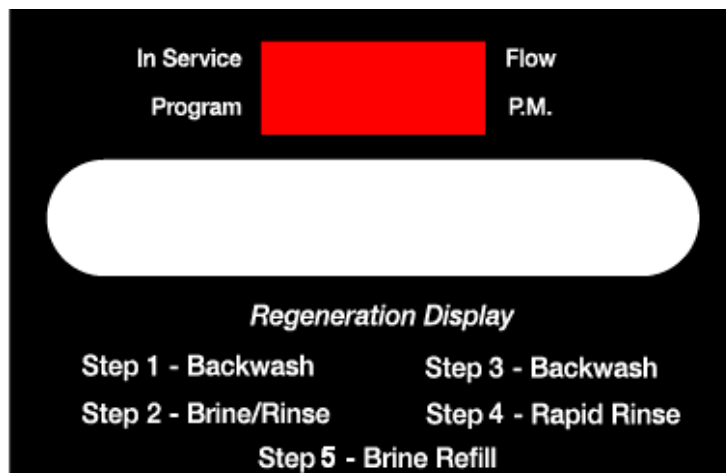 In Service Flow
Program P.M.
Regeneration Display
Step 1 - Backwash Step 3 - Backwash
Step 2 - Brine/Rinse Step 4 - Rapid Rinse
Step 5 - Brine Refill